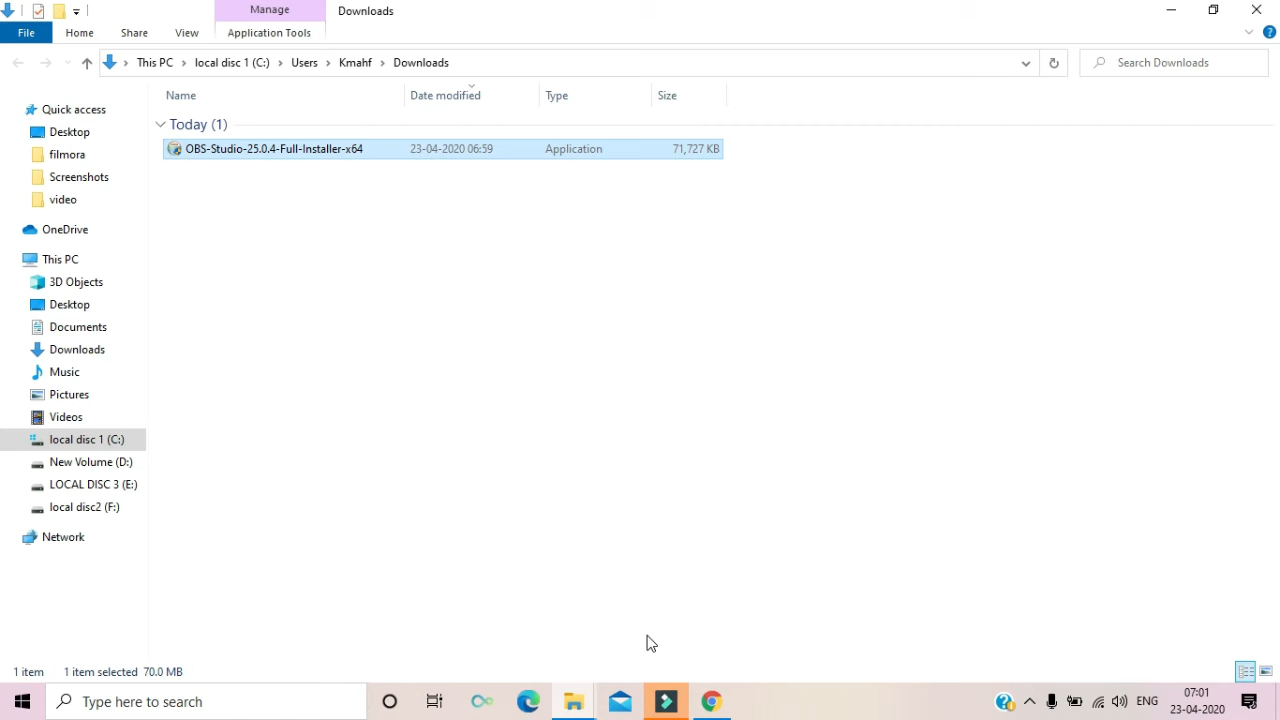 Manage
Downloads
File
Home
Share
View
Application Tools
This PC
local disc 1 (C:)
Users
Kmahf
Downloads
Search Downloads
Name
Date modified
Type
Size
Today (1)
OBS-Studio-25.0.4-Full-Installer-x64
23-04-2020 06:59
Application
71,727 KB
Quick access
Desktop
filmora
Screenshots
video
OneDrive
This PC
3D Objects
Desktop
Documents
Downloads
Music
Pictures
Videos
local disc 1 (C:)
New Volume (D:)
LOCAL DISC 3 (E:)
local disc2 (F:)
Network
1 item
1 item selected 70.0 MB
Type here to search
ENG
07:01
23-04-2020